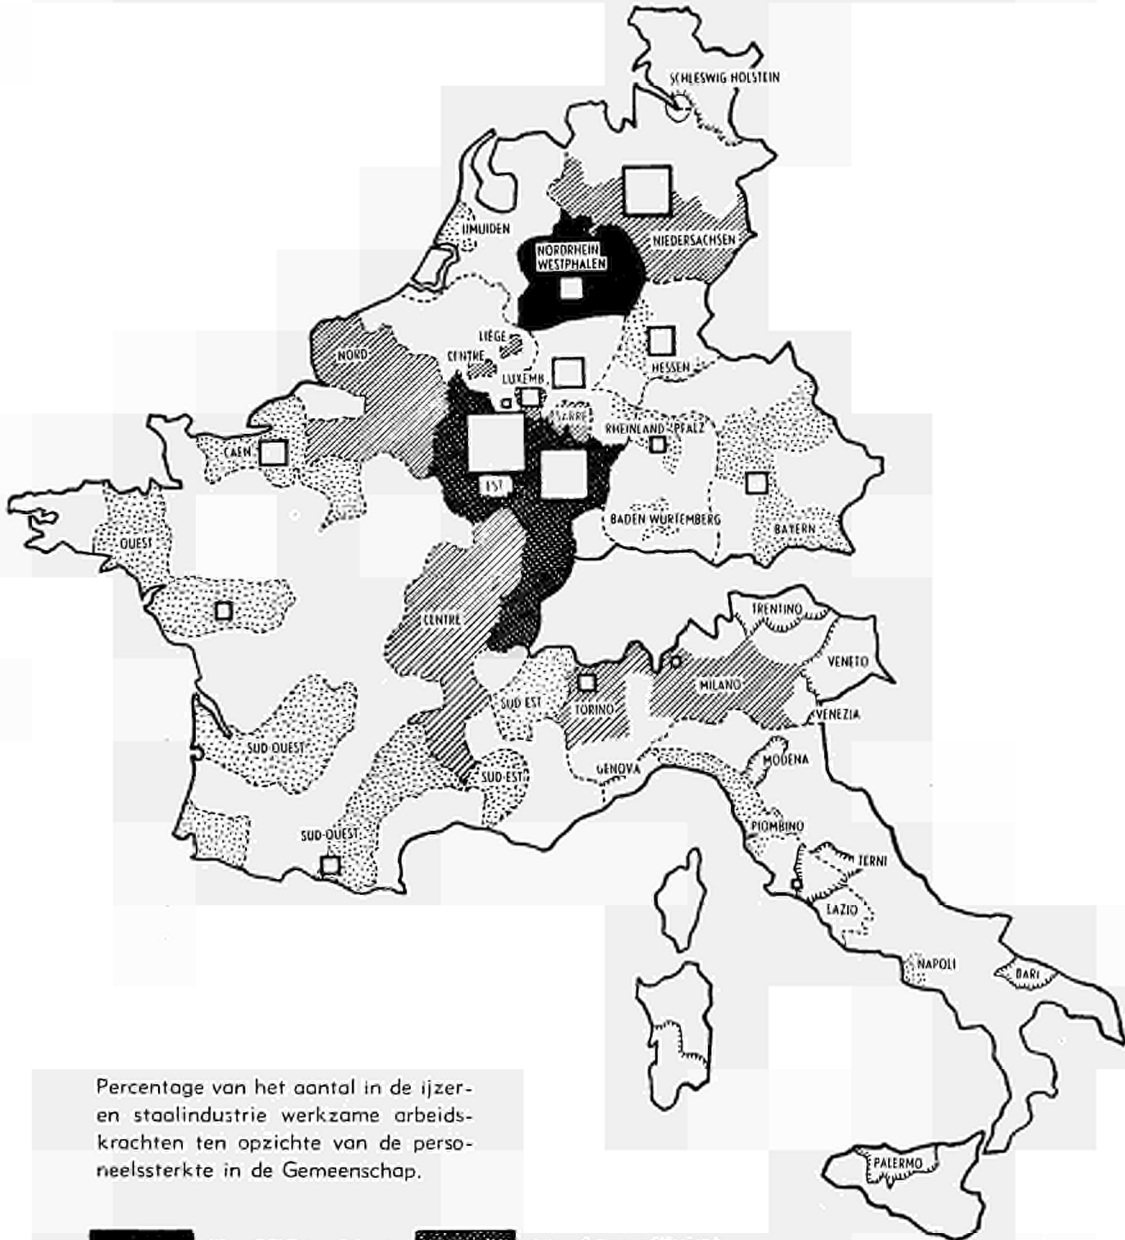 SCHLESWIG HOLSTEIN
IJMUIDEN
NORDRHEIN
WESTPHALEN
NIEDERSACHSEN
LIÈGE
NORD
CENTRE
HESSEN
LUXEMB.
SARRE
RHEINLAND-PFALZ
CAEN
EST
BADEN WURTEMBERG
BAYERN
OUEST
TRENTINO
CENTRE
VENETO
MILANO
SUD EST
TORINO
VENEZIA
SUD OUEST
MODENA
GENOVA
SUD-EST
PIOMBINO
SUD-OUEST
TERNI
LAZIO
NAPOLI
BARI
Percentage van het aantal in de ijzer-
en staalindustrie werkzame arbeids-
krachten ten opzichte van de perso-
neelssterkte in de Gemeenschap.
PALERMO